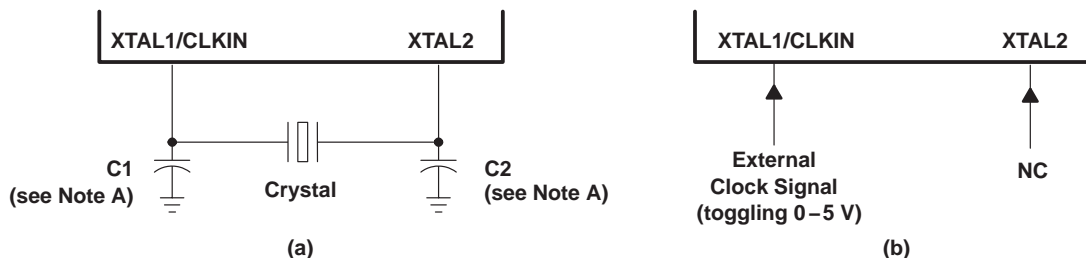 XTAL1/CLKIN XTAL2
C1
(see Note A)
Crystal
C2
(see Note A)
(a)
XTAL1/CLKIN XTAL2
External
Clock Signal
(toggling 0–5 V)
NC
(b)